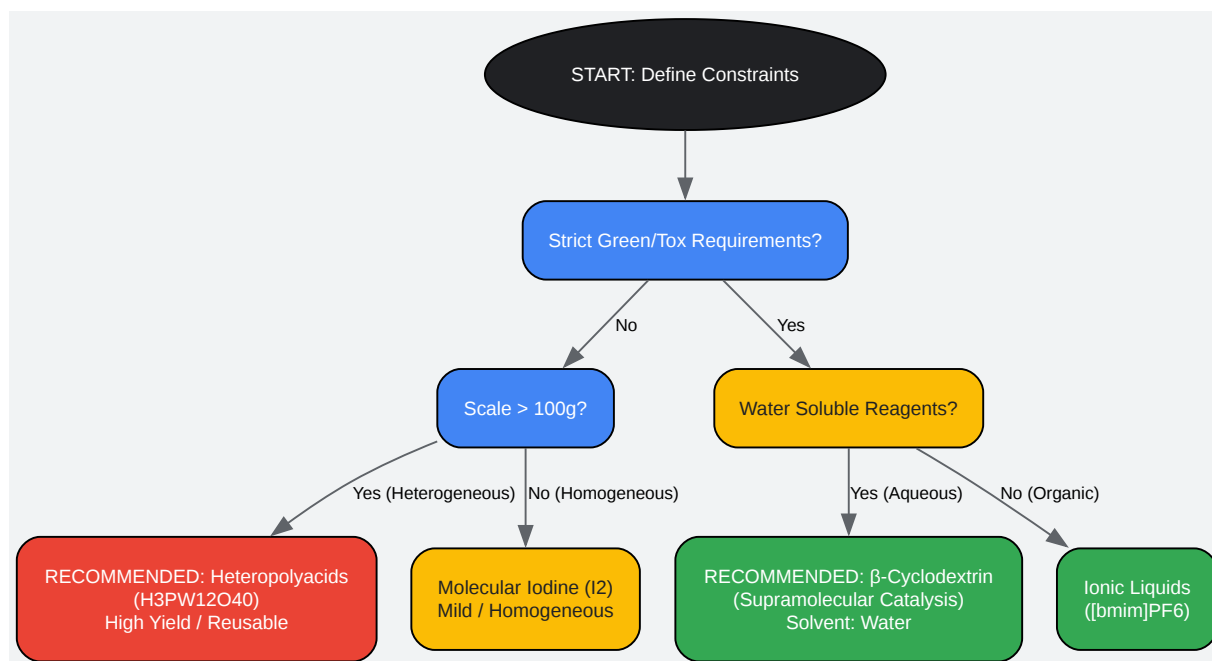 START: Define Constraints
Strict Green/Tox Requirements?
No
Yes
Scale > 100g?
Water Soluble Reagents?
Yes (Heterogeneous)
No (Homogeneous)
Yes (Aqueous)
No (Organic)
RECOMMENDED: Heteropolyacids
(H3PW12O40)
High Yield / Reusable
Molecular Iodine (I2)
Mild / Homogeneous
RECOMMENDED: β-Cyclodextrin
(Supramolecular Catalysis)
Solvent: Water
Ionic Liquids
([bmim]PF6)